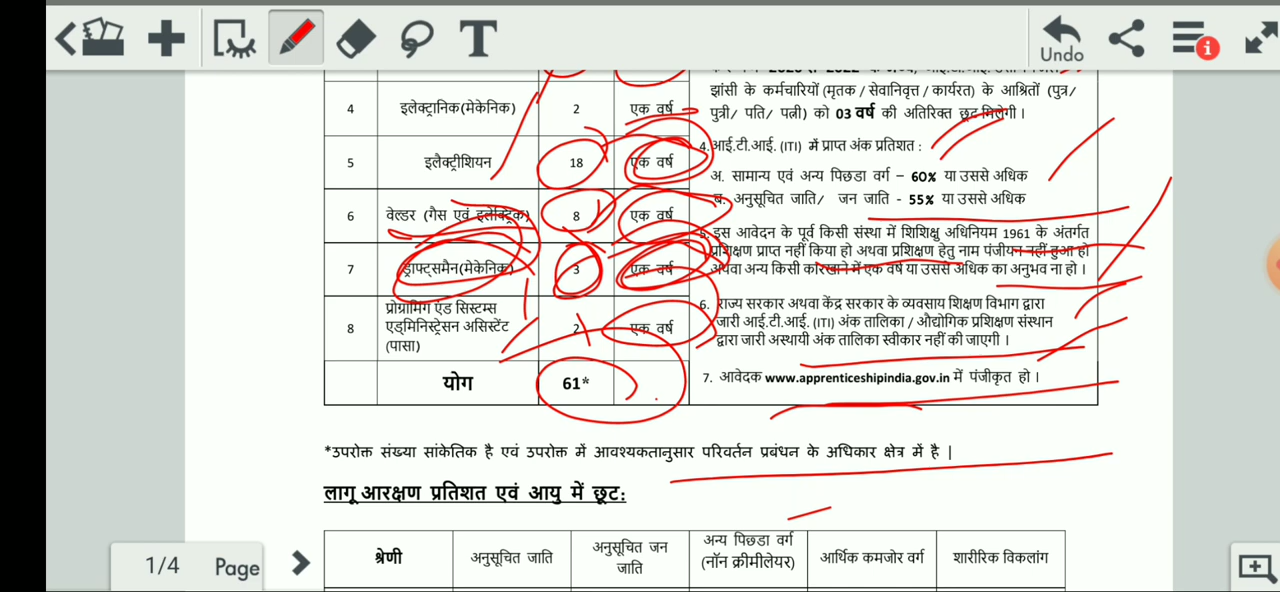 Undo
झांसी के कर्मचारियों (मृतक / सेवानिवृत्त / कार्यरत) के आश्रितों (पुत्र/
4 इलेक्ट्रानिक(मेकेनिक) 2 एक वर्ष
पुत्री/ पति/ पत्नी) को 03 वर्ष की अतिरिक्त छूट मिलेगी ।
4.आई.टी.आई. (ITI) में प्राप्त अंक प्रतिशत :
5 इलैक्ट्रीशियन 18 एक वर्ष
अ. सामान्य एवं अन्य पिछडा वर्ग – 60% या उससे अधिक
ब. अनुसूचित जाति/ जन जाति - 55% या उससे अधिक
6 वेल्डर (गैस एवं इलेक्ट्रिक) 8 एक वर्ष
5. इस आवेदन के पूर्व किसी संस्था में शिशिक्षु अधिनियम 1961 के अंतर्गत
प्रशिक्षण प्राप्त नहीं किया हो अथवा प्रशिक्षण हेतु नाम पंजीयन नहीं हुआ हो
अथवा अन्य किसी कारखाने में एक वर्ष या उससे अधिक का अनुभव ना हो ।
7 ड्राफ्ट्समैन(मेकेनिक) 3 एक वर्ष
6. राज्य सरकार अथवा केंद्र सरकार के व्यवसाय शिक्षण विभाग द्वारा
जारी आई.टी.आई. (ITI) अंक तालिका / औद्योगिक प्रशिक्षण संस्थान
द्वारा जारी अस्थायी अंक तालिका स्वीकार नहीं की जाएगी ।
प्रोग्रामिंग एंड सिस्टम्स
8 एड्मिनिस्ट्रेसन असिस्टेंट 2 एक वर्ष
(पासा)
योग 61*
7. आवेदक www.apprenticeshipindia.gov.in में पंजीकृत हो ।
*उपरोक्त संख्या सांकेतिक है एवं उपरोक्त में आवश्यकतानुसार परिवर्तन प्रबंधन के अधिकार क्षेत्र में है |
लागू आरक्षण प्रतिशत एवं आयु में छूट:
श्रेणी अनुसूचित जाति अनुसूचित जन
जाति
अन्य पिछडा वर्ग
(नॉन क्रीमीलेयर)
आर्थिक कमजोर वर्ग शारीरिक विकलांग
1/4 Page